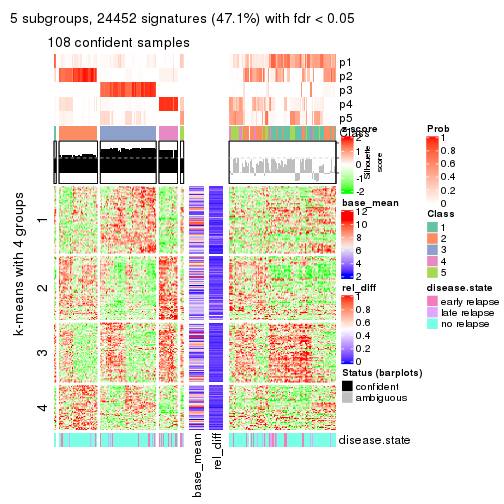 5 subgroups, 24452 signatures (47.1%) with fdr < 0.05
108 confident samples
p1
p2
p3
p4
p5
Class
z-score
2
1
0
-1
-2
Silhouette
score
Prob
1
0.8
0.6
0.4
0.2
0
base_mean
12
10
8
6
4
2
Class
1
2
3
4
5
rel_diff
1
0.8
0.6
0.4
0.2
0
disease.state
early relapse
late relapse
no relapse
Status (barplots)
confident
ambiguous
k-means with 4 groups
1
2
3
4
disease.state
base_mean
rel_diff